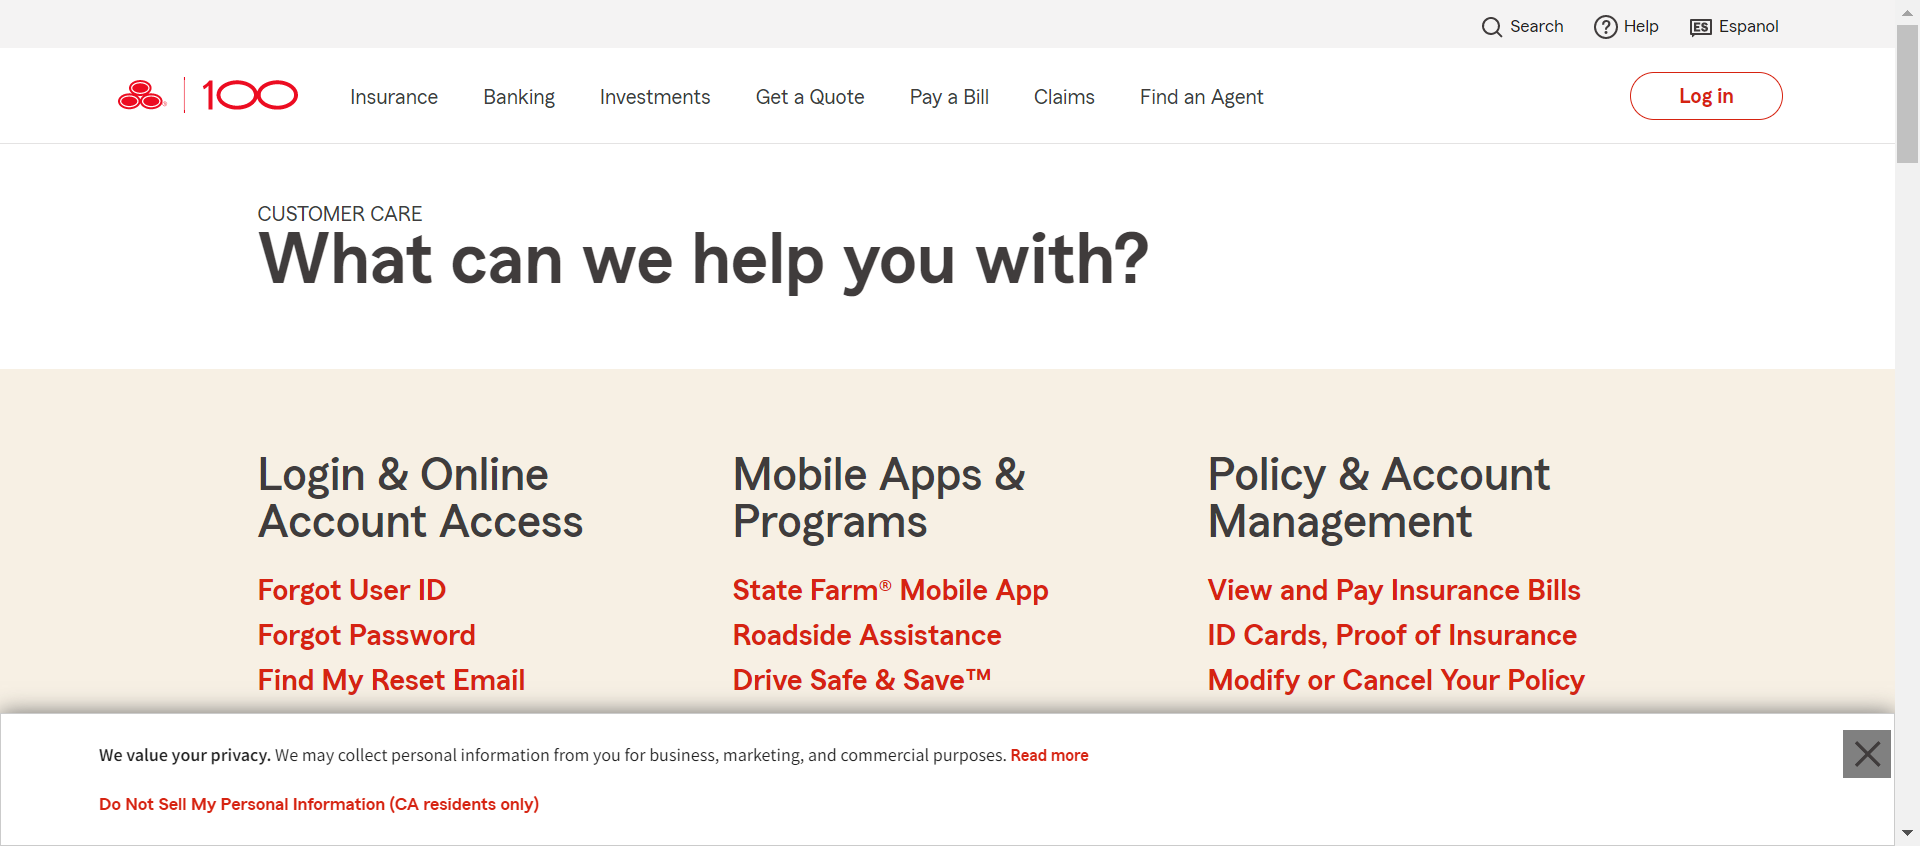 Search Help ES Espanol
100 Insurance Banking Investments Get a Quote Pay a Bill Claims Find an Agent Log in
CUSTOMER CARE
What can we help you with?
Login & Online
Account Access
Forgot User ID
Forgot Password
Find My Reset Email
Mobile Apps &
Programs
State Farm® Mobile App
Roadside Assistance
Drive Safe & Save™
Policy & Account
Management
View and Pay Insurance Bills
ID Cards, Proof of Insurance
Modify or Cancel Your Policy
We value your privacy. We may collect personal information from you for business, marketing, and commercial purposes. Read more
Do Not Sell My Personal Information (CA residents only)